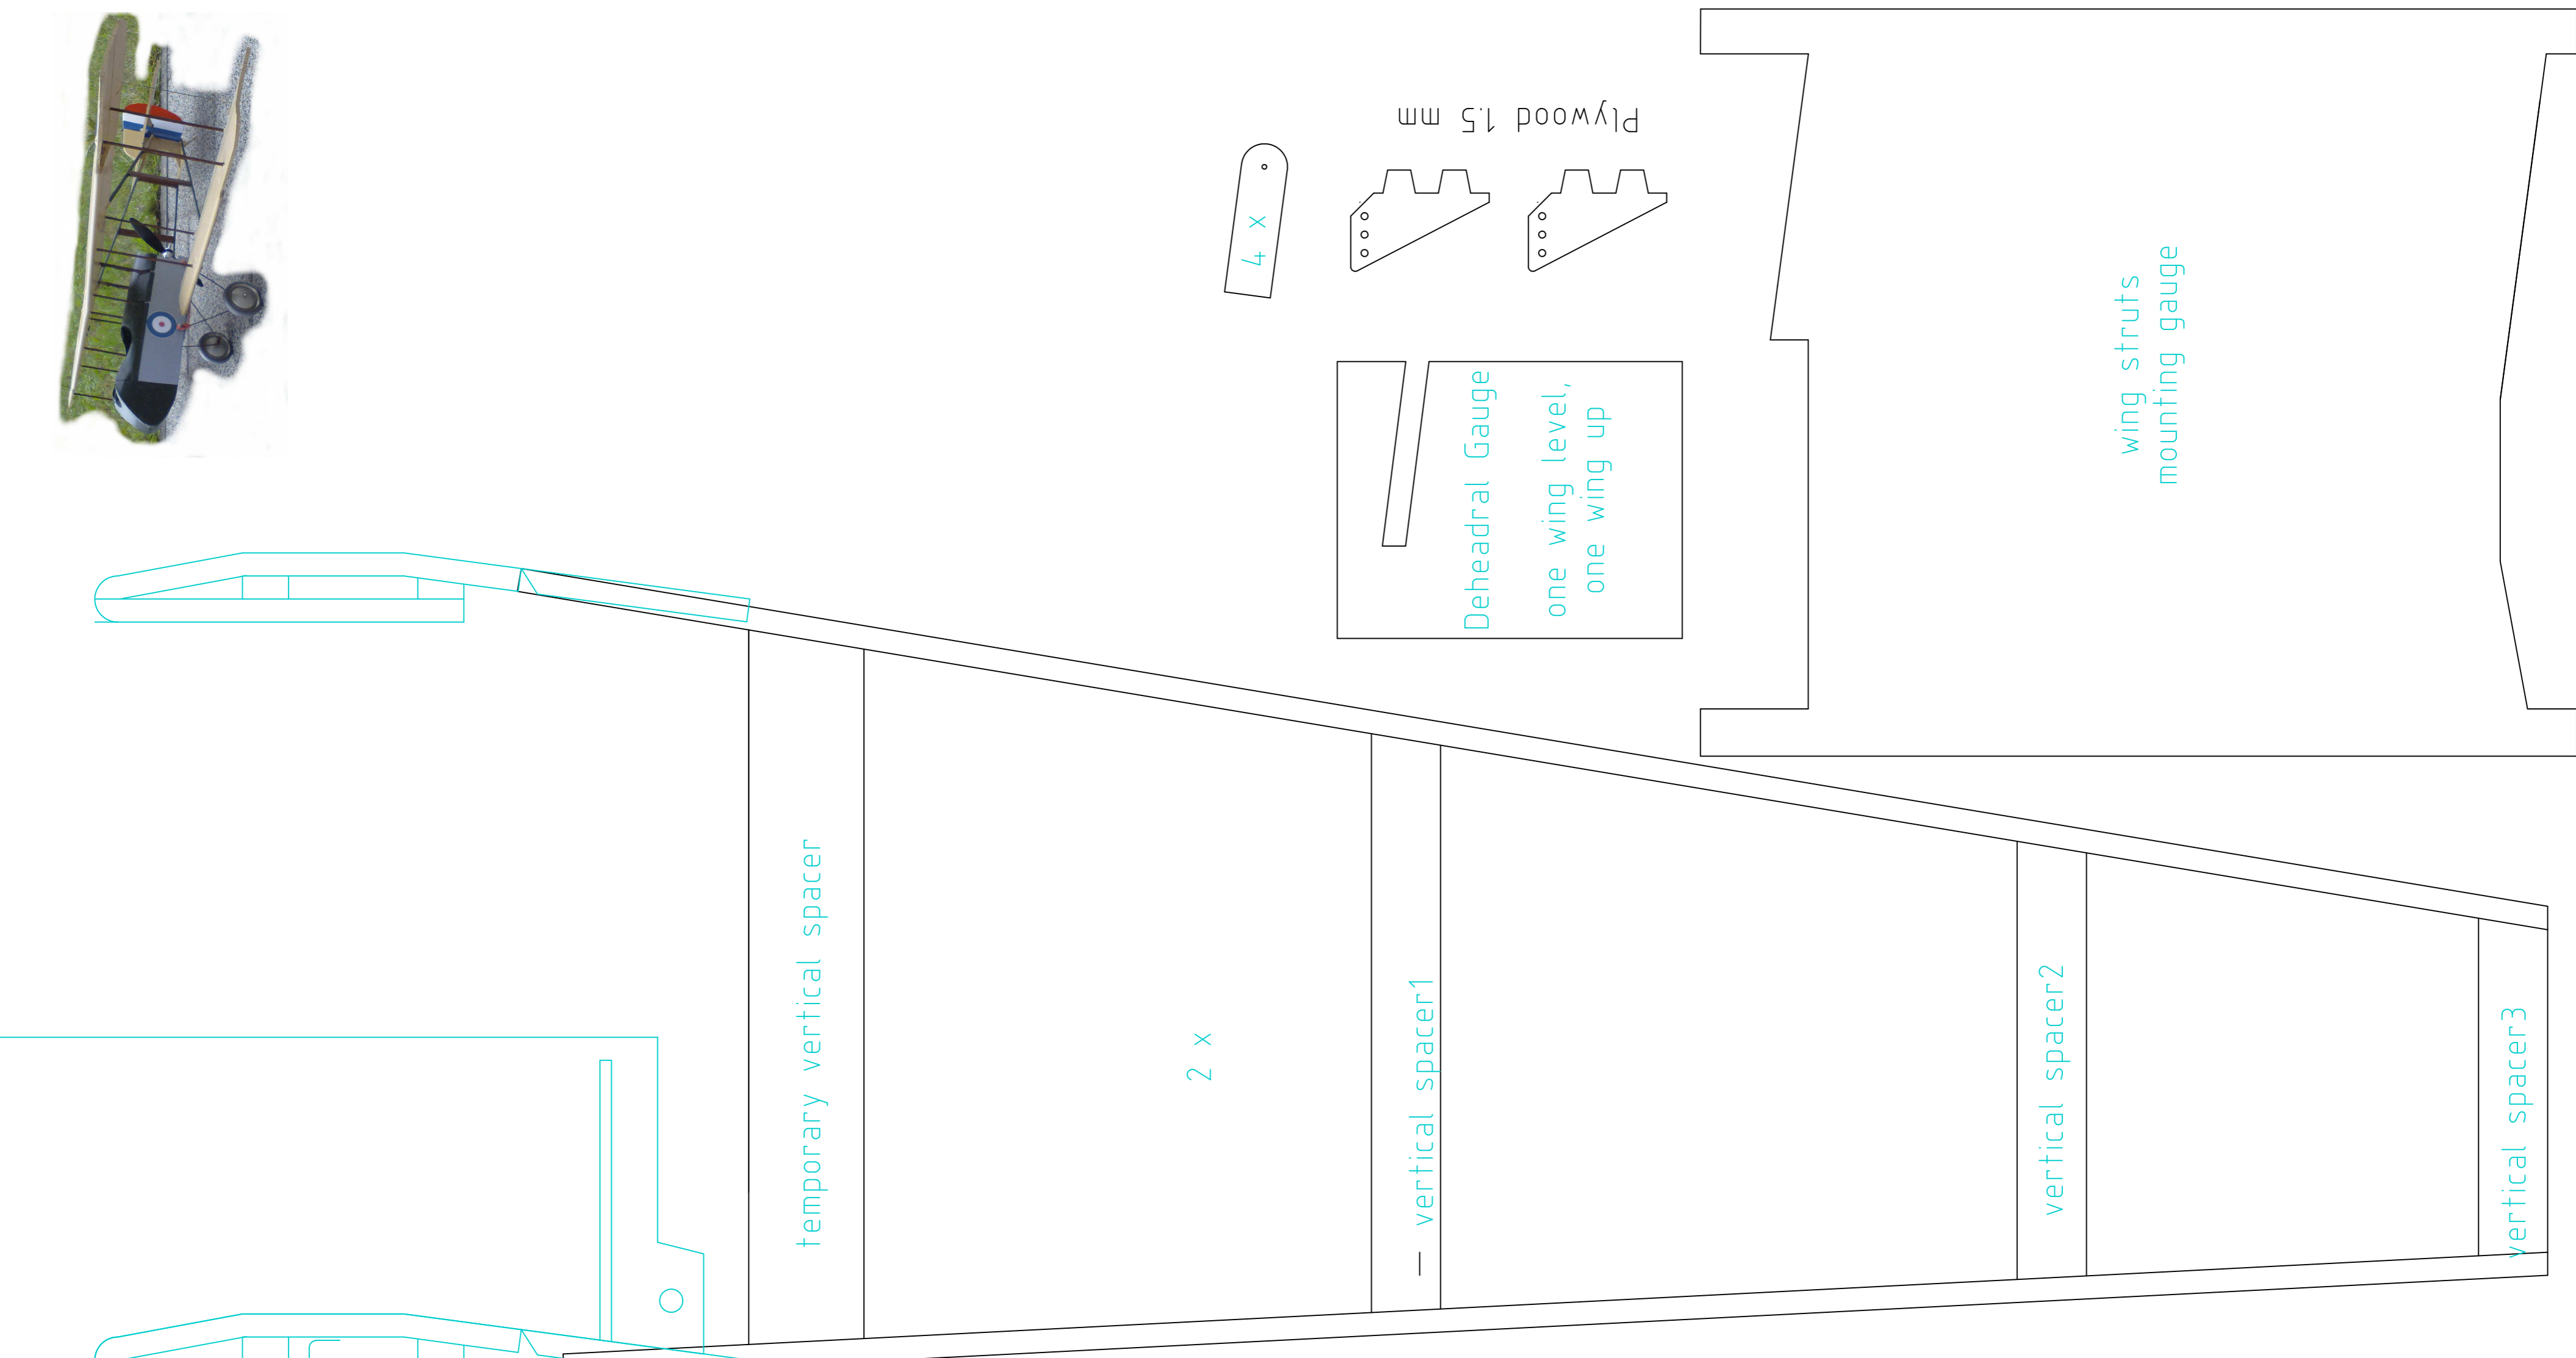 Plywood 1.5 mm
4 x
Deheadral Gauge
one wing level,
one wing up
wing struts
mounting gauge
temporary vertical spacer
2 x
vertical spacer1
vertical spacer2
vertical spacer3